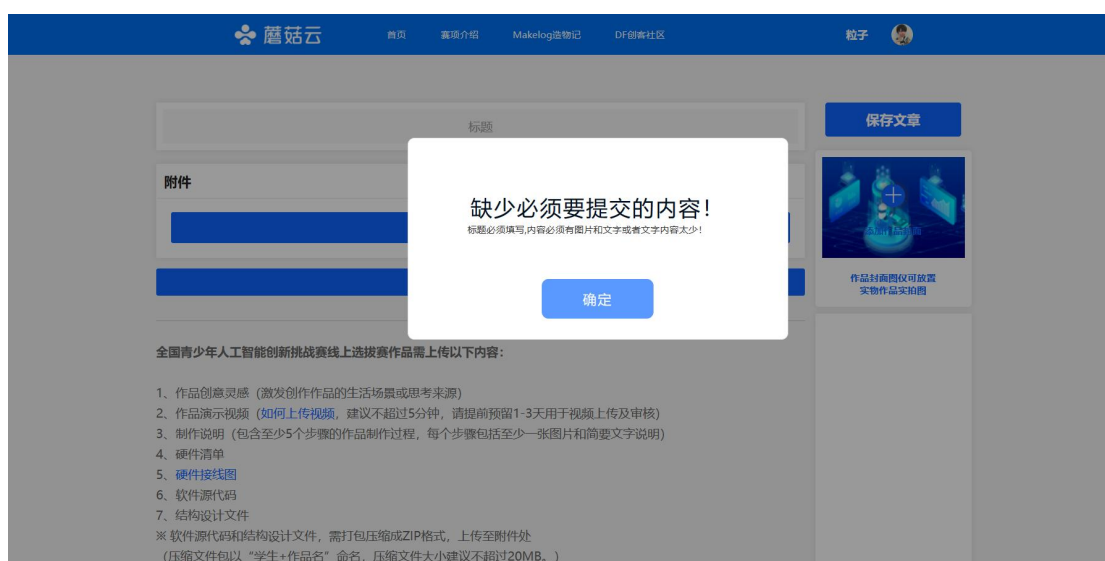 蘑菇云 首页 赛项介绍 Makelog造物记 DF创客社区 粒子
标题
保存文章
附件
缺少必须要提交的内容！
标题必须填写,内容必须有图片和文字或者文字内容太少!
确定
作品封面图仅可放置
实物作品实拍图
全国青少年人工智能创新挑战赛线上选拔赛作品需上传以下内容：
1、作品创意灵感（激发创作作品的生活场景或思考来源)
2、作品演示视频（如何上传视频，建议不超过5分钟，请提前预留1-3天用于视频上传及审核)
3、制作说明（包含至少5个步骤的作品制作过程，每个步骤包括至少一张图片和简要文字说明)
4、硬件清单
5、硬件接线图
6、软件源代码
7、结构设计文件
※ 软件源代码和结构设计文件，需打包压缩成ZIP格式，上传至附件处
（压缩文件包以“学生+作品名”命名，压缩文件大小建议不超过20MB。）